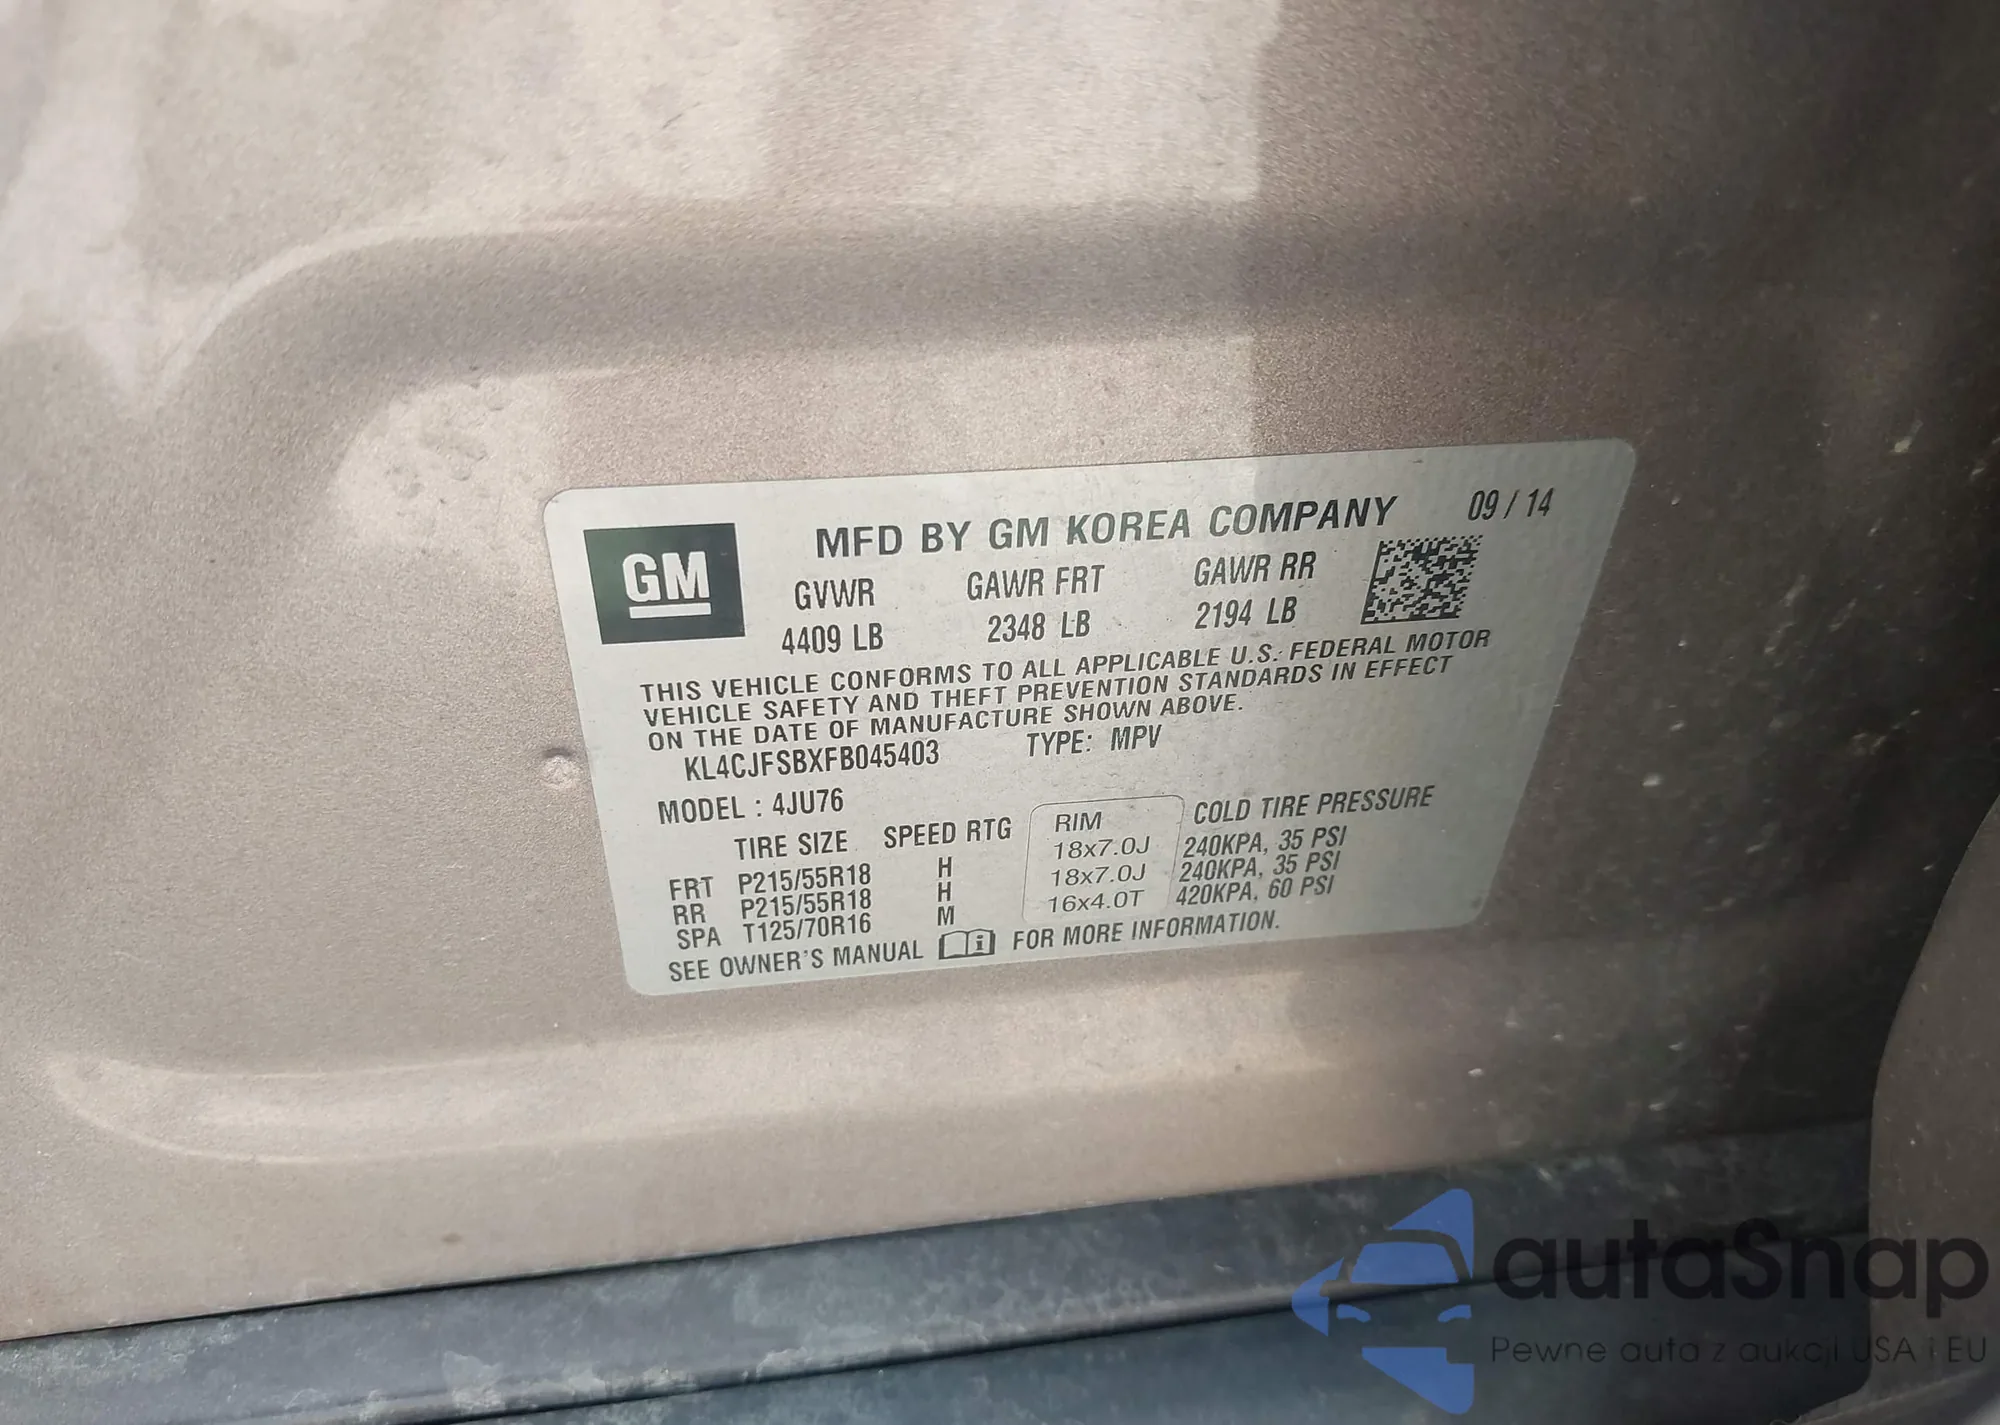 GM
MFD BY GM KOREA COMPANY 09 / 14
GVWR GAWR FRT GAWR RR
4409 LB 2348 LB 2194 LB
THIS VEHICLE CONFORMS TO ALL APPLICABLE U.S. FEDERAL MOTOR
VEHICLE SAFETY AND THEFT PREVENTION STANDARDS IN EFFECT
ON THE DATE OF MANUFACTURE SHOWN ABOVE.
KL4CJFSBXFB045403 TYPE: MPV
MODEL : 4JU76
TIRE SIZE SPEED RTG RIM COLD TIRE PRESSURE
FRT P215/55R18 H 18x7.0J 240KPA, 35 PSI
RR P215/55R18 H 18x7.0J 240KPA, 35 PSI
SPA T125/70R16 M 16x4.0T 420KPA, 60 PSI
SEE OWNER'S MANUAL i FOR MORE INFORMATION.
autaSnap
Pewne auta z aukcji USA i EU